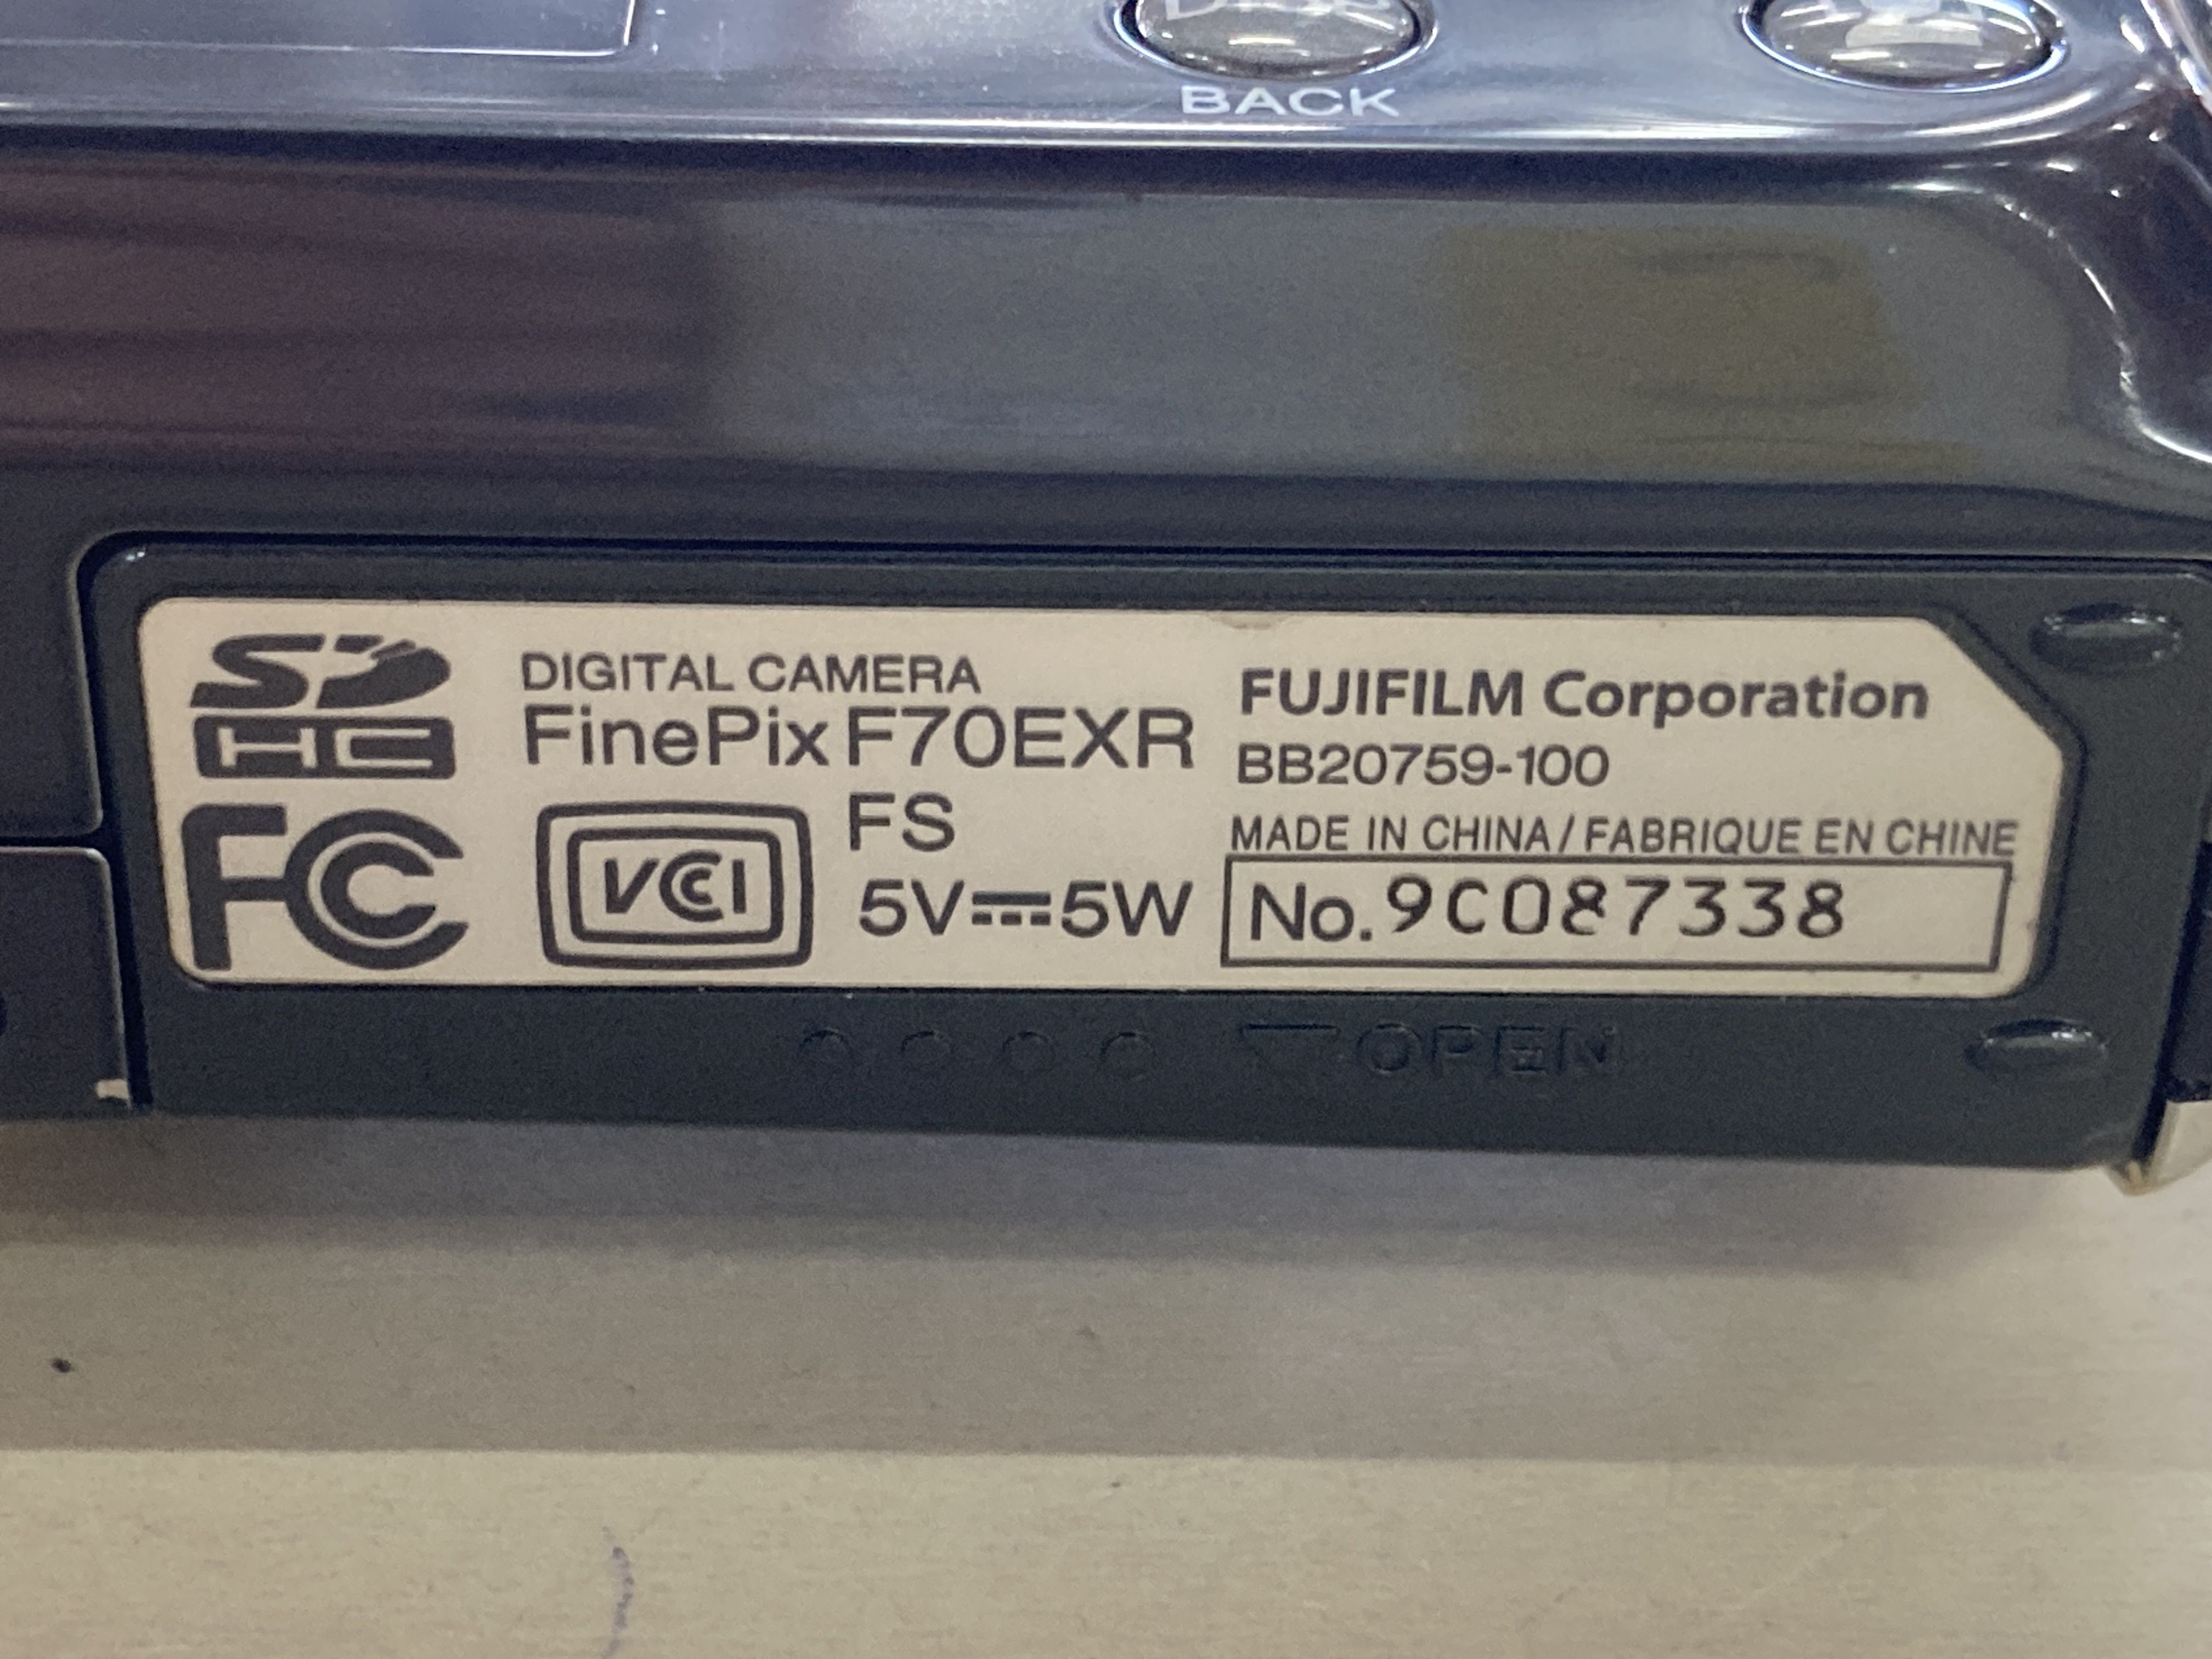 DISP
BACK
SD
HC
FC
DIGITAL CAMERA
FinePix F70EXR
FS
VCCI
5V⎓5W
FUJIFILM Corporation
BB20759-100
MADE IN CHINA / FABRIQUE EN CHINE
No. 9C087338
OPEN